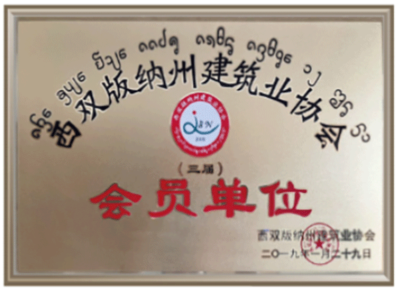 西双版纳州建筑业协会
(三届)
会员单位
西双版纳州建筑业协会
二〇一九年一月二十九日